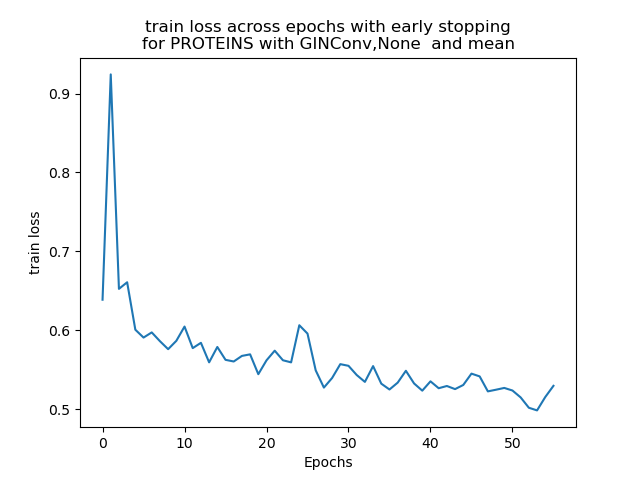 train loss across epochs with early stopping
for PROTEINS with GINConv,None  and mean
train loss
0.9
0.8
0.7
0.6
0.5
0 10 20 30 40 50
Epochs